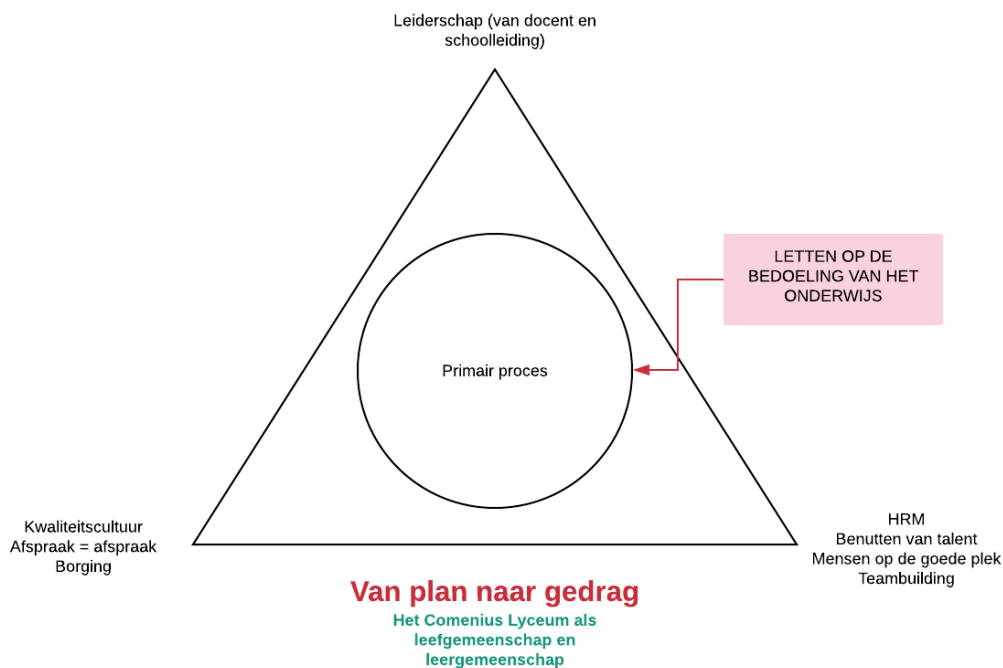 Leiderschap (van docent en
schoolleiding)
LETTEN OP DE
BEDOELING VAN HET
ONDERWIJS
Primair proces
Kwaliteitscultuur
Afspraak = afspraak
Borging
HRM
Benutten van talent
Mensen op de goede plek
Teambuilding
Van plan naar gedrag
Het Comenius Lyceum als
leefgemeenschap en
leergemeenschap